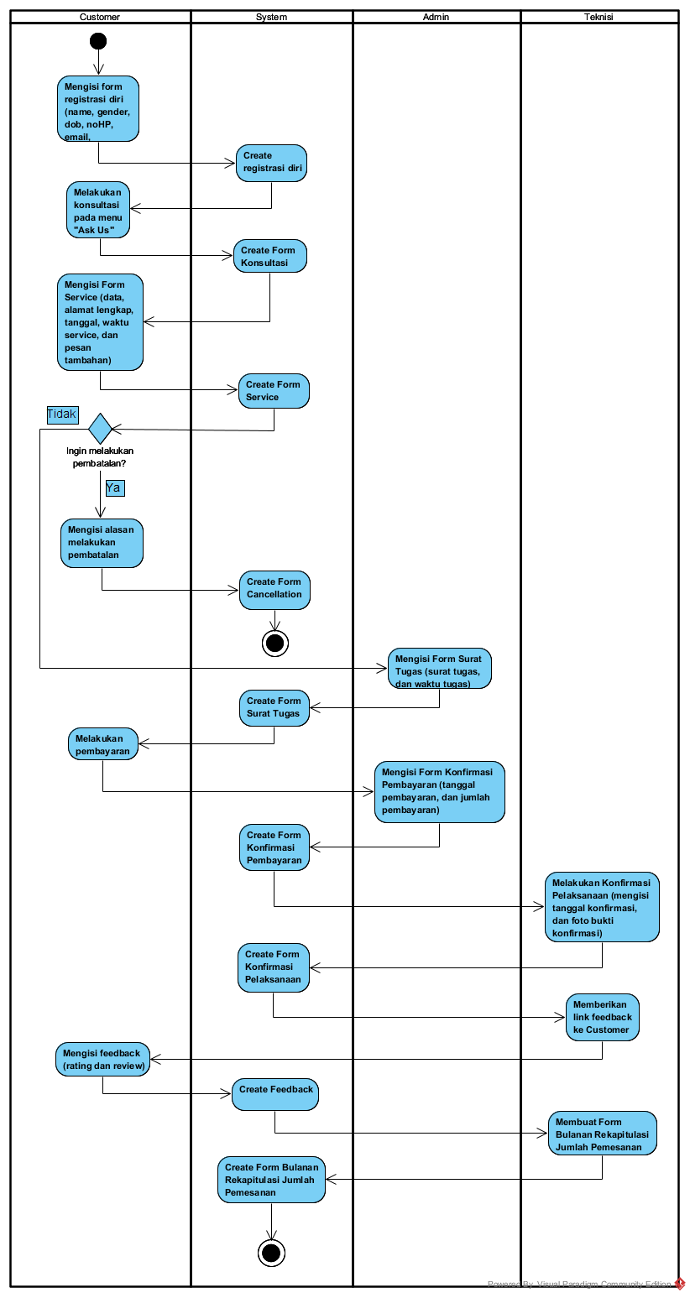 Customer
System
Admin
Teknisi
Mengisi form
registrasi diri
(name, gender,
dob, noHP,
email,
Create
registrasi diri
Melakukan
konsultasi
pada menu
"Ask Us"
Create Form
Konsultasi
Mengisi Form
Service (data,
alamat lengkap,
tanggal, waktu
service, dan
pesan
tambahan)
Create Form
Service
Tidak
Ingin melakukan
pembatalan?
Ya
Mengisi alasan
melakukan
pembatalan
Create Form
Cancellation
Mengisi Form Surat
Tugas (surat tugas,
dan waktu tugas)
Create Form
Surat Tugas
Melakukan
pembayaran
Mengisi Form Konfirmasi
Pembayaran (tanggal
pembayaran, dan jumlah
pembayaran)
Create Form
Konfirmasi
Pembayaran
Melakukan Konfirmasi
Pelaksanaan (mengisi
tanggal konfirmasi,
dan foto bukti
konfirmasi)
Create Form
Konfirmasi
Pelaksanaan
Memberikan
link feedback
ke Customer
Mengisi feedback
(rating dan review)
Create Feedback
Membuat Form
Bulanan Rekapitulasi
Jumlah Pemesanan
Create Form Bulanan
Rekapitulasi Jumlah
Pemesanan
Powered By Visual Paradigm Community Edition